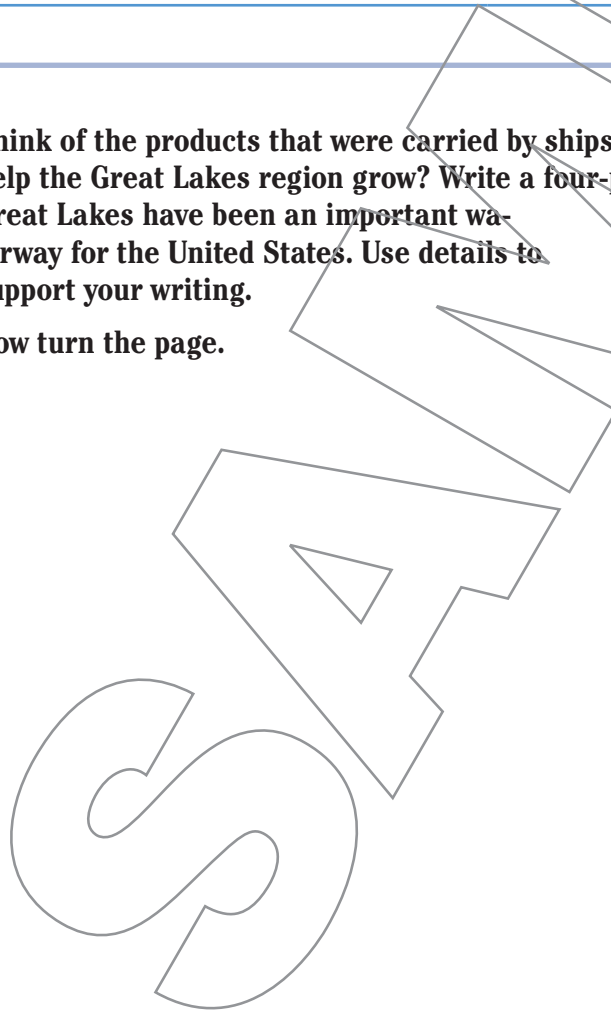 hink of the products that were carried by ships
elp the Great Lakes region grow? Write a four-p
reat Lakes have been an important wa-
rway for the United States. Use details to
upport your writing.
ow turn the page.
SAM